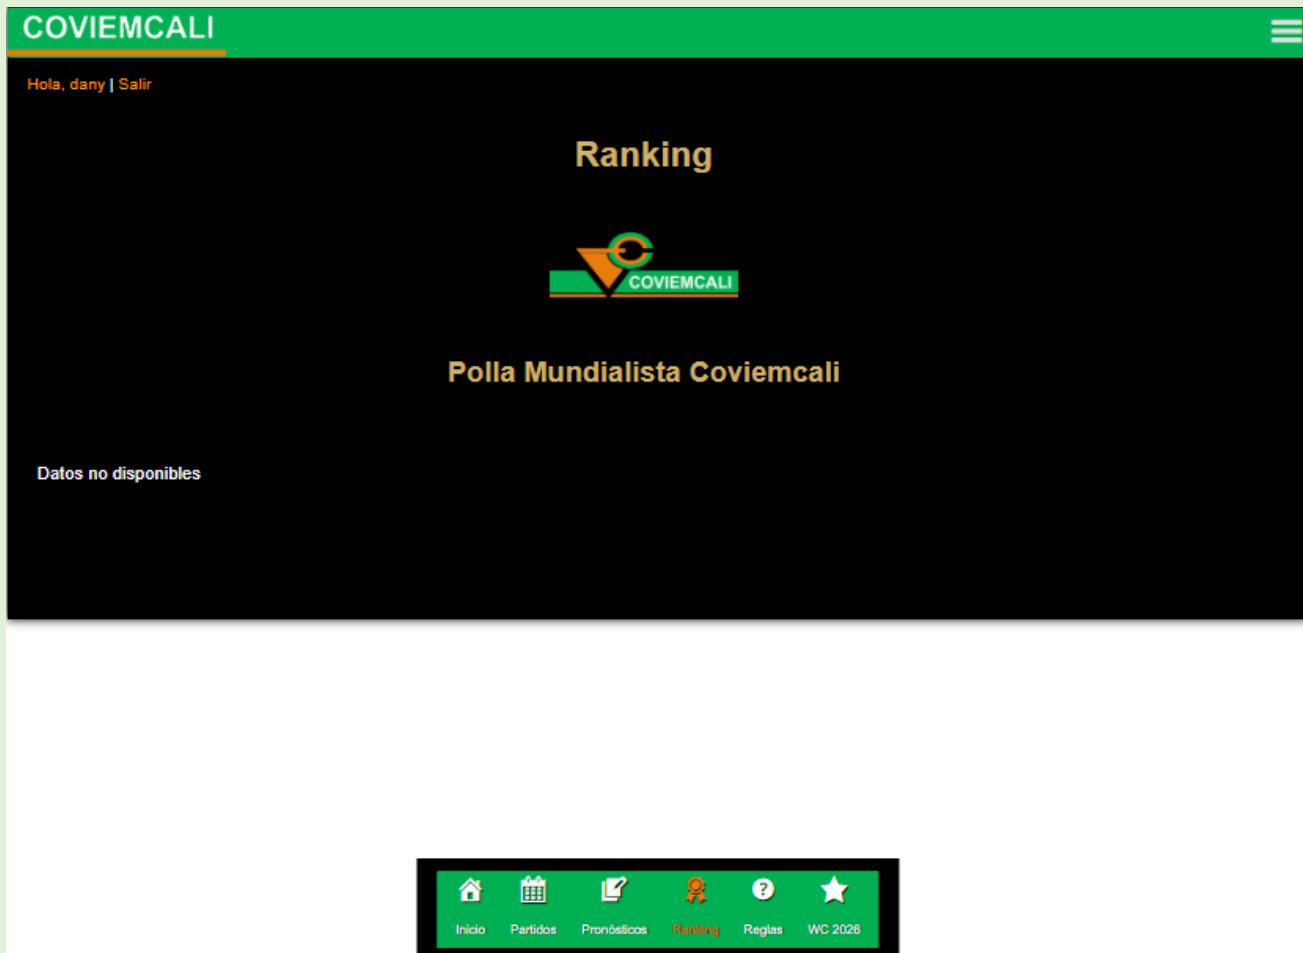 COVIEMCALI
Hola, dany | Salir
Ranking
COVIEMCALI
Polla Mundialista Coviemcali
Datos no disponibles
?
Inicio Partidos Pronósticos Ranking Reglas WC 2026